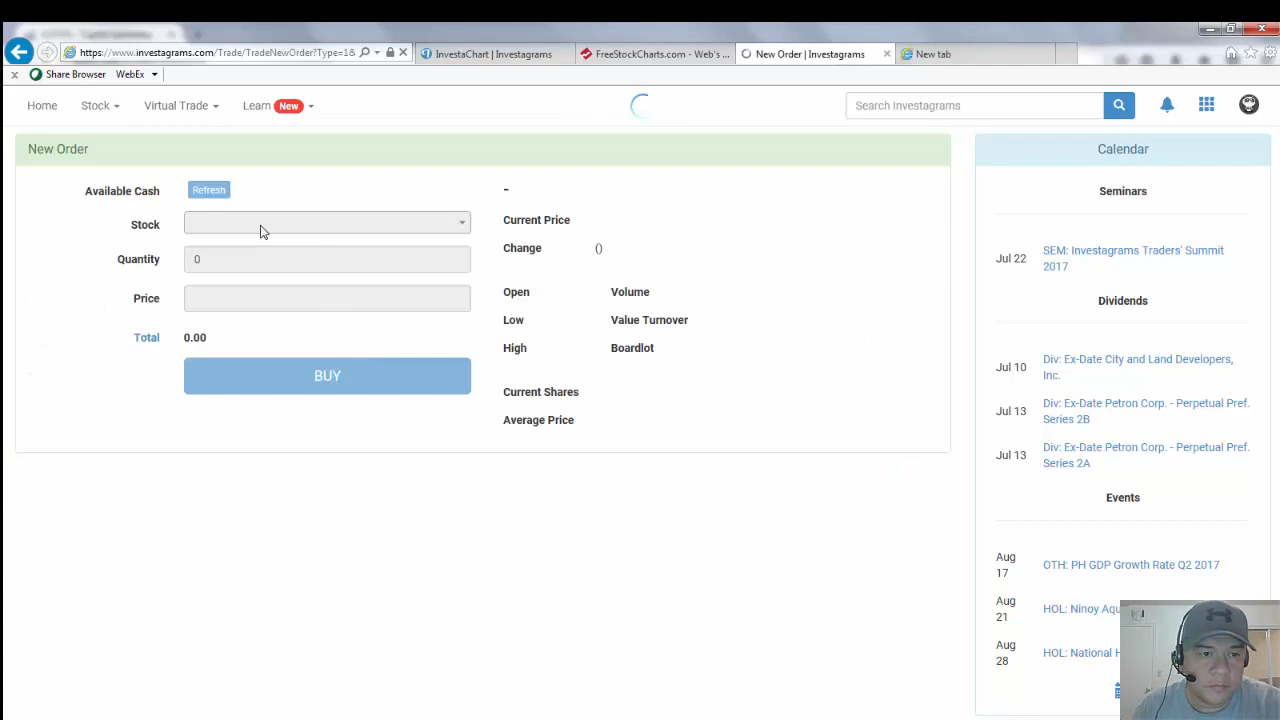 https://www.investagrams.com/Trade/TradeNewOrder?Type=1&
InvestaChart | Investagrams
FreeStockCharts.com - Web's ...
New Order | Investagrams
New tab
x Share Browser WebEx
Home Stock Virtual Trade Learn New
Search Investagrams
New Order
Available Cash Refresh
Stock
Quantity 0
Price
Total 0.00
BUY
-
Current Price
Change ()
Open Volume
Low Value Turnover
High Boardlot
Current Shares
Average Price
Calendar
Seminars
Jul 22 SEM: Investagrams Traders' Summit
2017
Dividends
Jul 10 Div: Ex-Date City and Land Developers,
Inc.
Jul 13 Div: Ex-Date Petron Corp. - Perpetual Pref.
Series 2B
Jul 13 Div: Ex-Date Petron Corp. - Perpetual Pref.
Series 2A
Events
Aug
17 OTH: PH GDP Growth Rate Q2 2017
Aug
21 HOL: Ninoy Aqu
Aug
28 HOL: National H